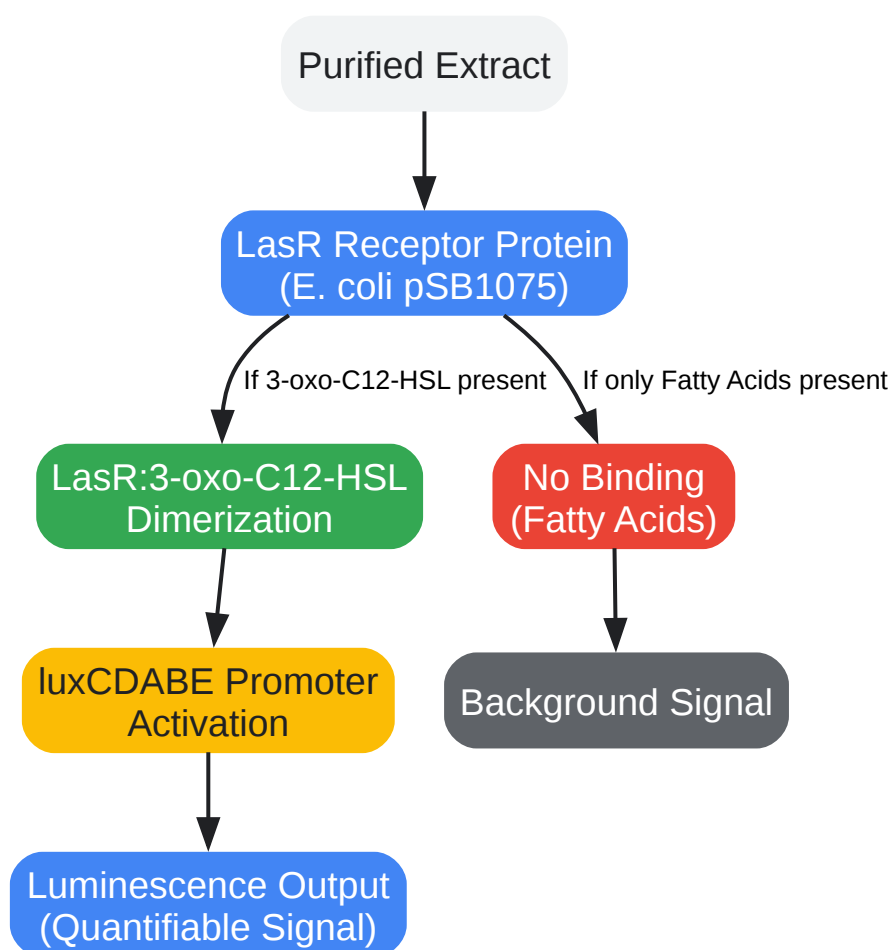 Purified Extract
LasR Receptor Protein
(E. coli pSB1075)
If 3-oxo-C12-HSL present
If only Fatty Acids present
LasR:3-oxo-C12-HSL
Dimerization
No Binding
(Fatty Acids)
luxCDABE Promoter
Activation
Background Signal
Luminescence Output
(Quantifiable Signal)